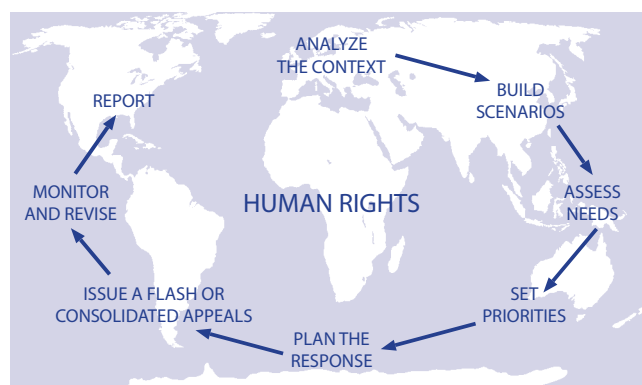 ANALYZE
THE CONTEXT
BUILD
SCENARIOS
ASSESS
NEEDS
SET
PRIORITIES
PLAN THE
RESPONSE
ISSUE A FLASH OR
CONSOLIDATED APPEALS
MONITOR
AND REVISE
REPORT
HUMAN RIGHTS